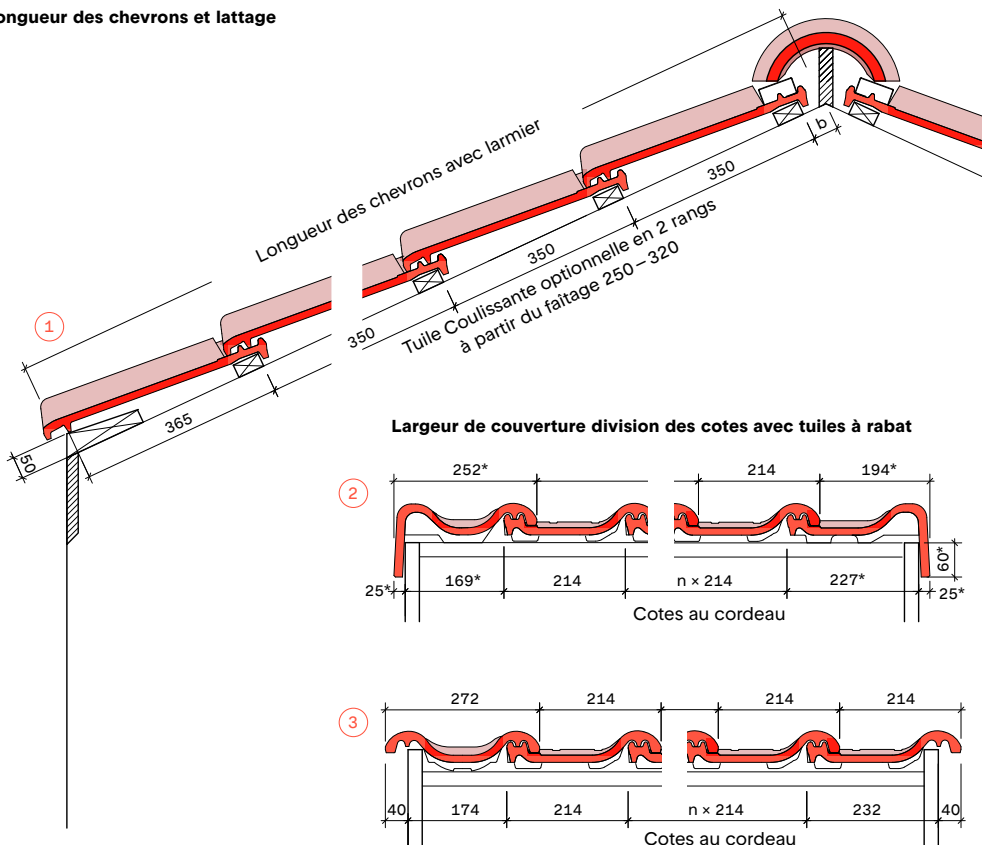 ongueur des chevrons et lattage
Longueur des chevrons avec larmier
b
350
350
350
365
50
Tuile Coulissante optionnelle en 2 rangs
à partir du faîtage 250–320
1
Largeur de couverture division des cotes avec tuiles à rabat
2
252* 214 194*
60*
25* 169* 214 n × 214 227* 25*
Cotes au cordeau
3
272 214 214 214
40 174 214 n × 214 232 40
Cotes au cordeau